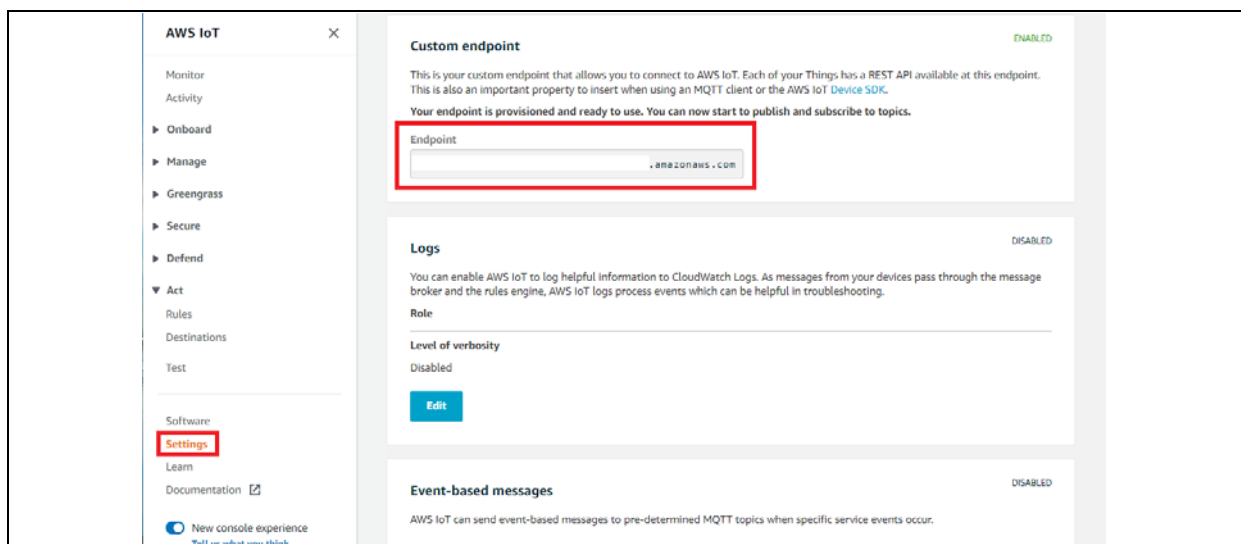 AWS IoT
Monitor
Activity
Onboard
Manage
Greengrass
Secure
Defend
Act
Rules
Destinations
Test
Software
Settings
Learn
Documentation
New console experience
Tell us what you think
Custom endpoint
ENABLED
This is your custom endpoint that allows you to connect to AWS IoT. Each of your Things has a REST API available at this endpoint.
This is also an important property to insert when using an MQTT client or the AWS IoT Device SDK.
Your endpoint is provisioned and ready to use. You can now start to publish and subscribe to topics.
Endpoint
.amazonaws.com
Logs
DISABLED
You can enable AWS IoT to log helpful information to CloudWatch Logs. As messages from your devices pass through the message
broker and the rules engine, AWS IoT logs process events which can be helpful in troubleshooting.
Role
Level of verbosity
Disabled
Edit
Event-based messages
DISABLED
AWS IoT can send event-based messages to pre-determined MQTT topics when specific service events occur.